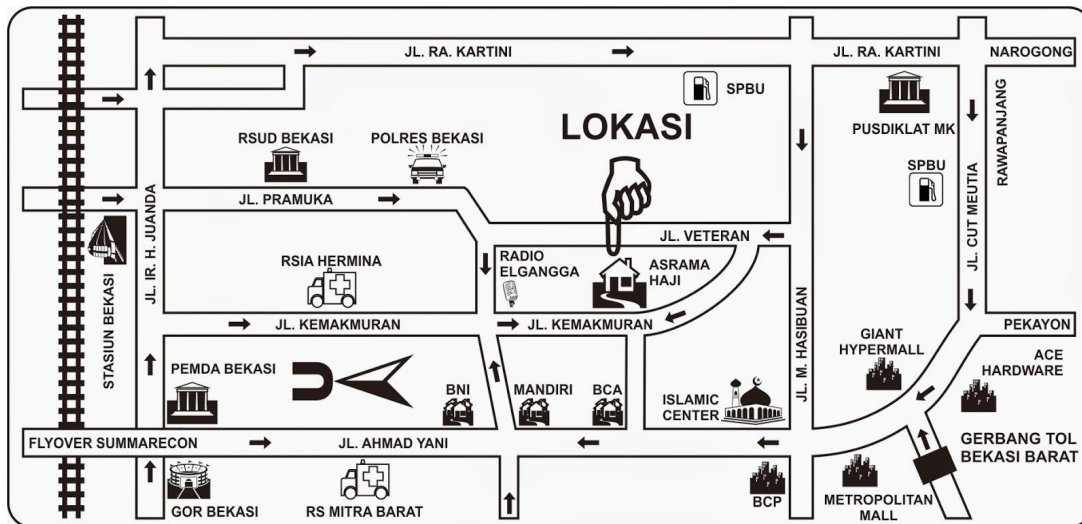 JL. RA. KARTINI
JL. RA. KARTINI
NAROGONG
SPBU
PUSDIKLAT MK
LOKASI
RSUD BEKASI
POLRES BEKASI
SPBU
RAWAPANJANG
JL. PRAMUKA
JL. IR. H. JUANDA
JL. CUT MEUTIA
JL. VETERAN
RADIO
ELGANGGA
ASRAMA
HAJI
RSIA HERMINA
STASIUN BEKASI
JL. KEMAKMURAN
JL. KEMAKMURAN
JL. M. HASIBUAN
PEKAYON
GIANT
HYPERMALL
ACE
HARDWARE
PEMDA BEKASI
BNI
MANDIRI
BCA
ISLAMIC
CENTER
FLYOVER SUMMARECON
JL. AHMAD YANI
GERBANG TOL
BEKASI BARAT
GOR BEKASI
RS MITRA BARAT
BCP
METROPOLITAN
MALL